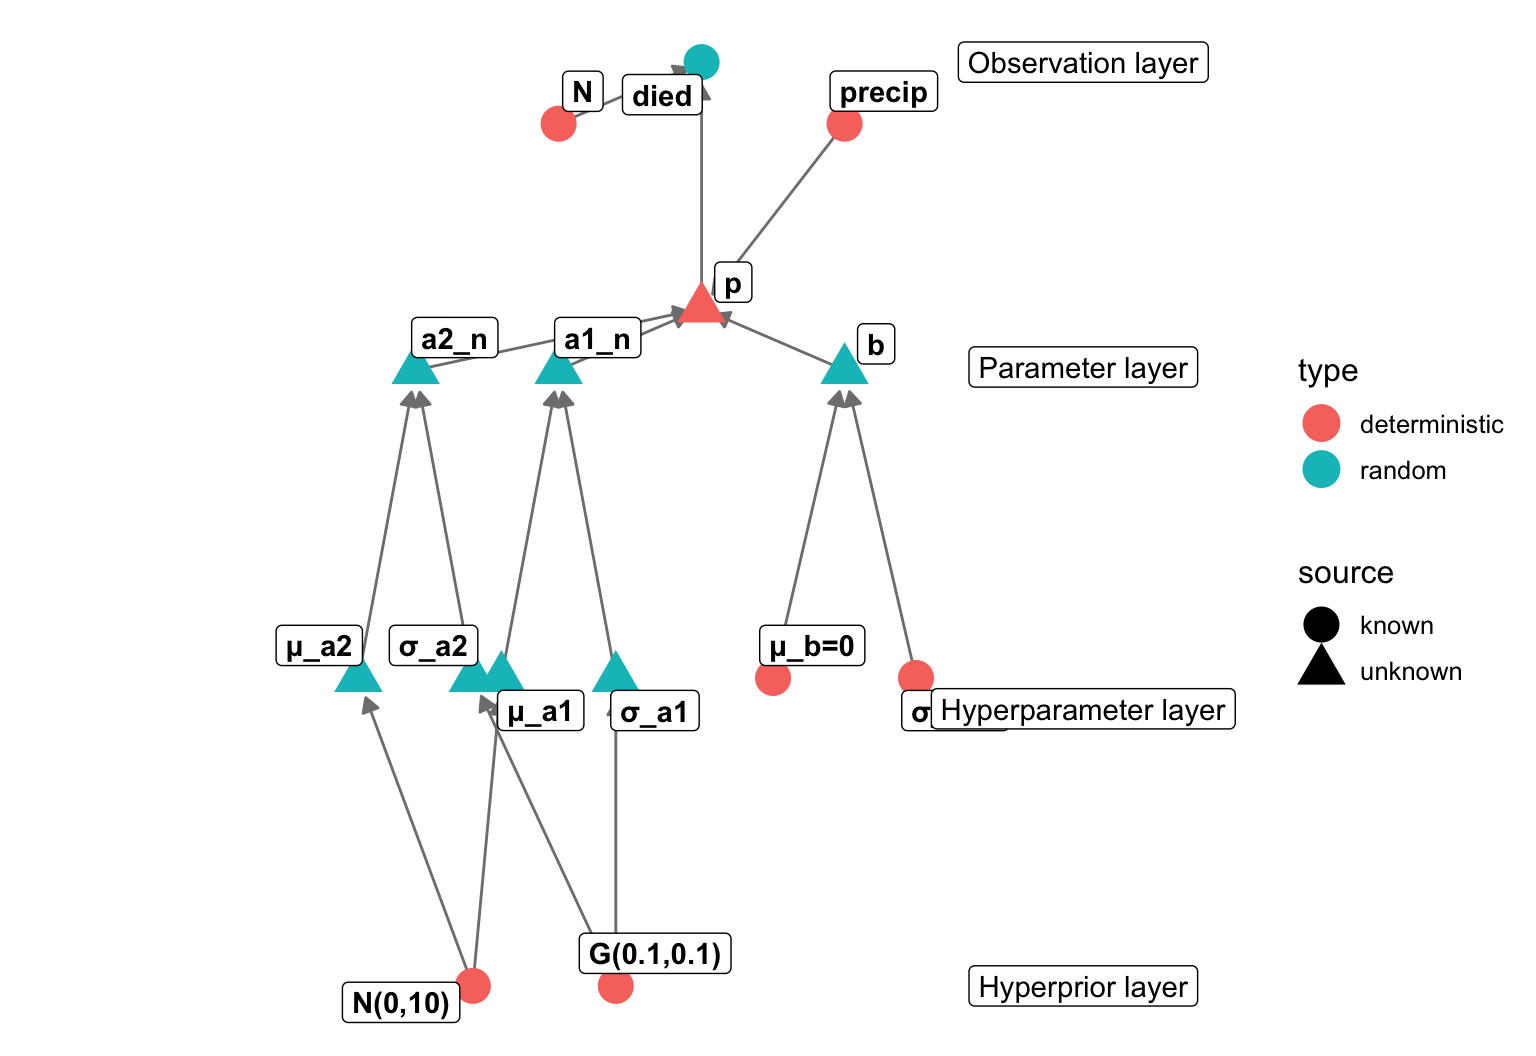 Observation layer
N
died
precip
p
a2_n
a1_n
b
Parameter layer
type
deterministic
random
source
known
unknown
μ_a2
σ_a2
μ_b=0
μ_a1
σ_a1
Hyperparameter layer
G(0.1,0.1)
N(0,10)
Hyperprior layer